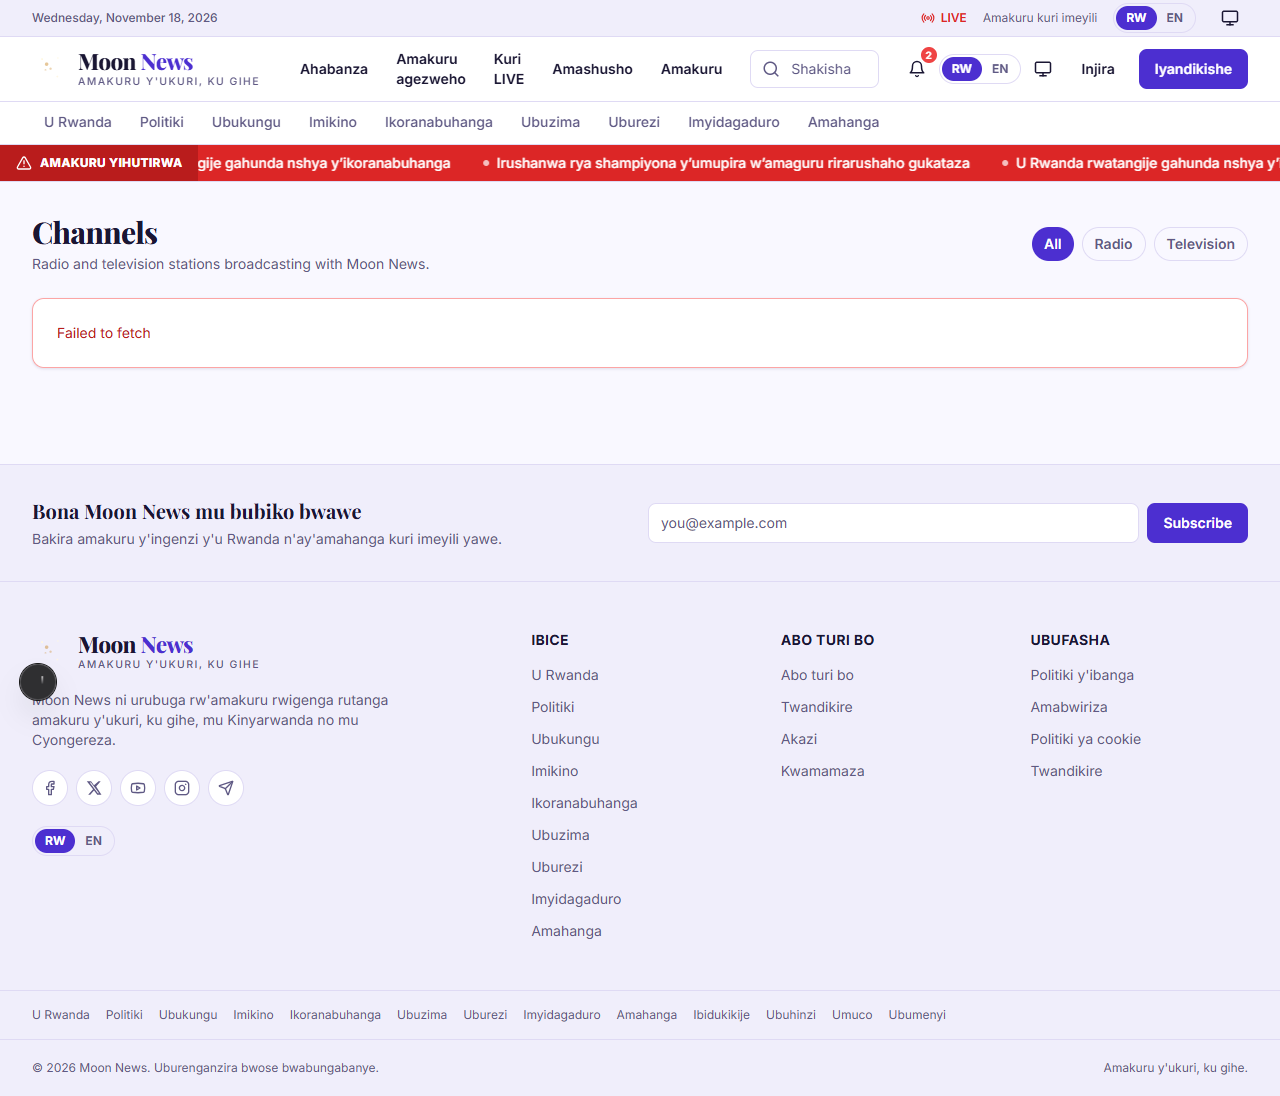 Wednesday, November 18, 2026
LIVE
Amakuru kuri imeyili
RW EN
Moon News
AMAKURU Y'UKURI, KU GIHE
Ahabanza
Amakuru agezweho
Kuri LIVE
Amashusho
Amakuru
Shakisha
2
RW EN
Injira
Iyandikishe
U Rwanda Politiki Ubukungu Imikino Ikoranabuhanga Ubuzima Uburezi Imyidagaduro Amahanga
AMAKURU YIHUTIRWA
gije gahunda nshya y’ikoranabuhanga • Irushanwa rya shampiyona y’umupira w’amaguru rirarushaho gukataza • U Rwanda rwatangije gahunda nshya y’
Channels
Radio and television stations broadcasting with Moon News.
All Radio Television
Failed to fetch
Bona Moon News mu bubiko bwawe
Bakira amakuru y'ingenzi y'u Rwanda n'ay'amahanga kuri imeyili yawe.
you@example.com
Subscribe
Moon News
AMAKURU Y'UKURI, KU GIHE
Moon News ni urubuga rw'amakuru rwigenga rutanga
amakuru y'ukuri, ku gihe, mu Kinyarwanda no mu
Cyongereza.
RW EN
IBICE
U Rwanda
Politiki
Ubukungu
Imikino
Ikoranabuhanga
Ubuzima
Uburezi
Imyidagaduro
Amahanga
ABO TURI BO
Abo turi bo
Twandikire
Akazi
Kwamamaza
UBUFASHA
Politiki y'ibanga
Amabwiriza
Politiki ya cookie
Twandikire
U Rwanda Politiki Ubukungu Imikino Ikoranabuhanga Ubuzima Uburezi Imyidagaduro Amahanga Ibidukikije Ubuhinzi Umuco Ubumenyi
© 2026 Moon News. Uburenganzira bwose bwabungabanye.
Amakuru y'ukuri, ku gihe.